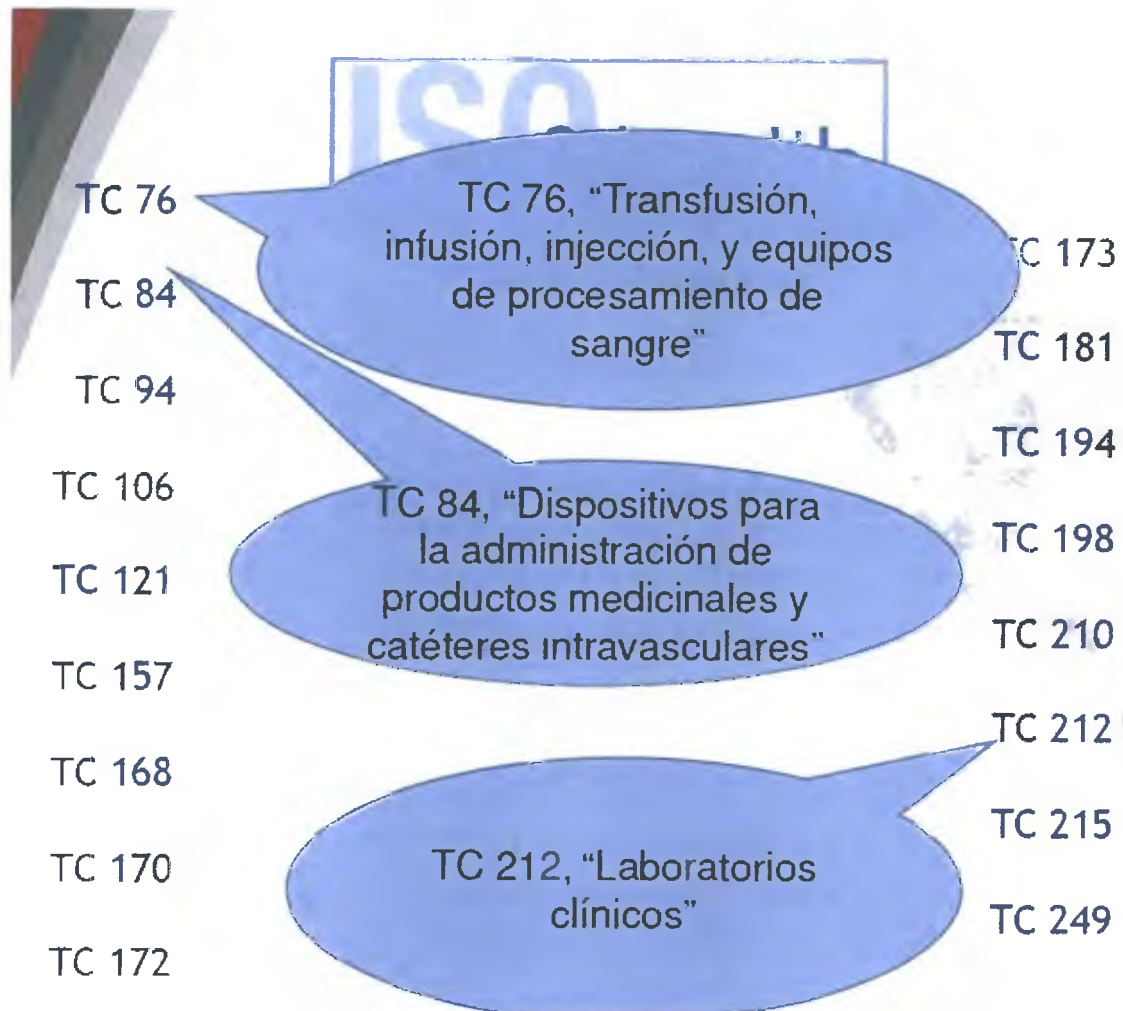 ISO
TC 76
TC 84
TC 94
TC 106
TC 121
TC 157
TC 168
TC 170
TC 172
TC 76, “Transfusión,
infusión, injección, y equipos
de procesamiento de
sangre”
TC 84, “Dispositivos para
la administración de
productos medicinales y
catéteres intravasculares”
TC 212, “Laboratorios
clínicos”
TC 173
TC 181
TC 194
TC 198
TC 210
TC 212
TC 215
TC 249